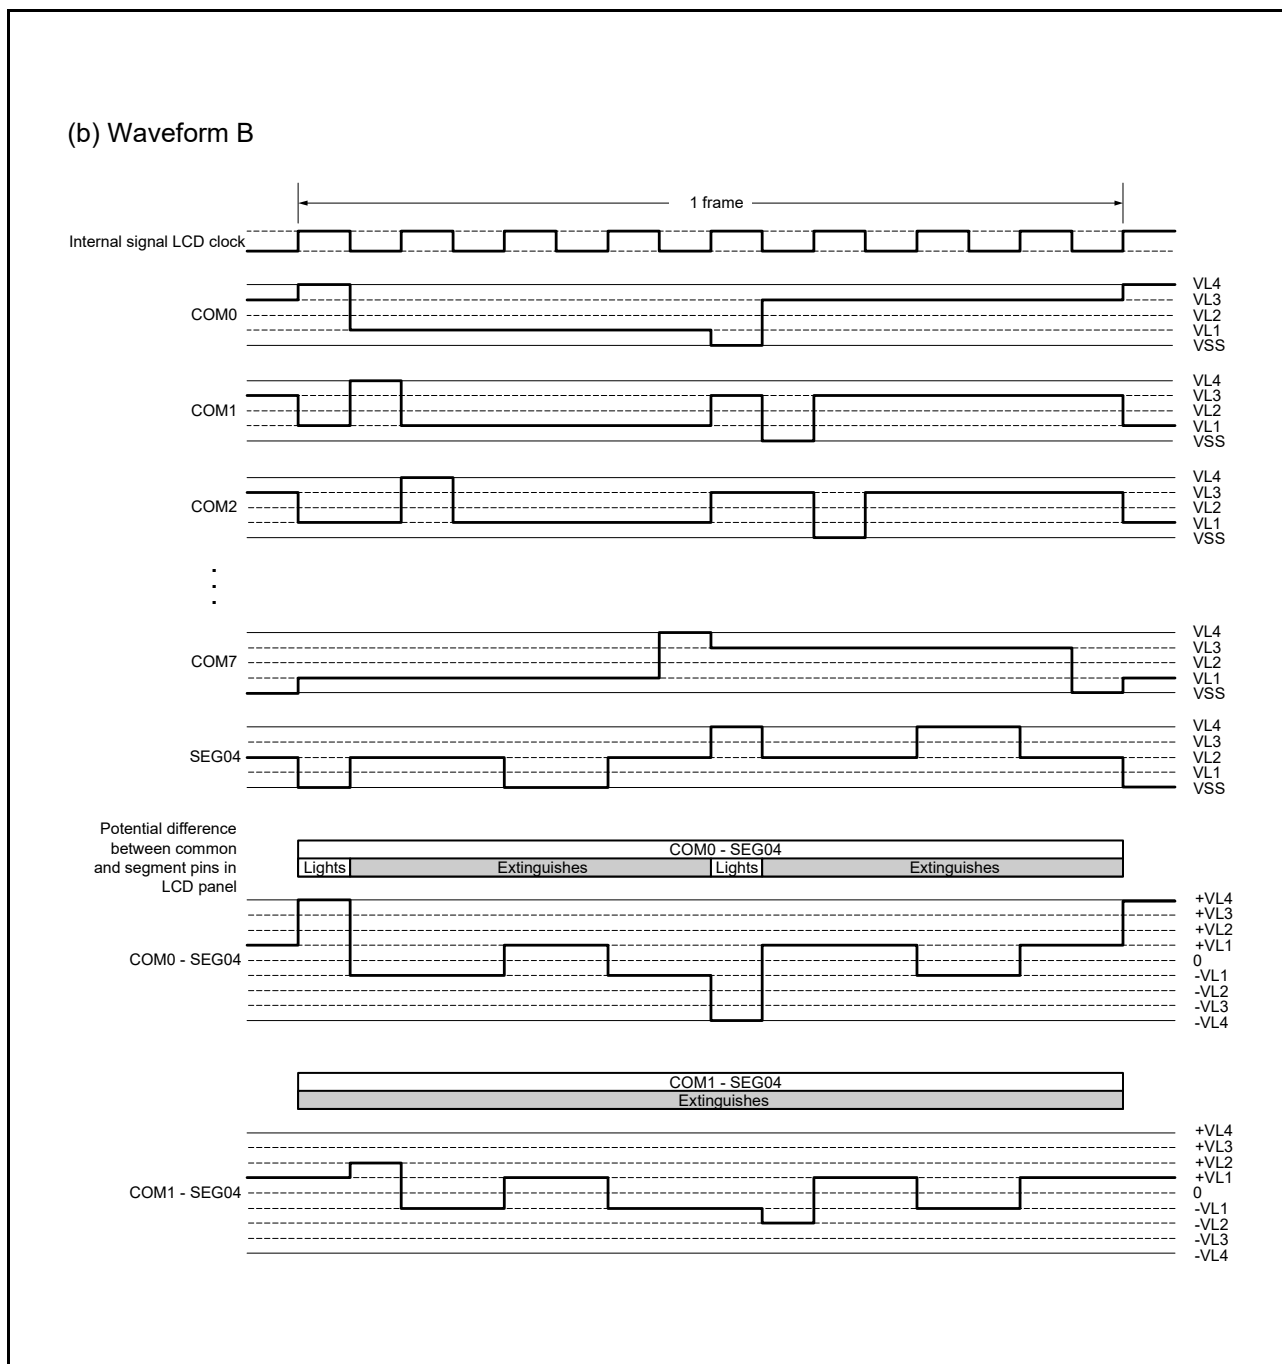 (b) Waveform B
1 frame
Internal signal LCD clock
VL4
VL3
COM0
VL2
VL1
VSS
VL4
VL3
COM1
VL2
VL1
VSS
VL4
VL3
COM2
VL2
VL1
VSS
VL4
VL3
COM7
VL2
VL1
VSS
VL4
VL3
SEG04
VL2
VL1
VSS
Potential difference
between common
and segment pins in
LCD panel
COM0 - SEG04
Lights Extinguishes Lights Extinguishes
+VL4
+VL3
+VL2
+VL1
COM0 - SEG04
0
-VL1
-VL2
-VL3
-VL4
COM1 - SEG04
Extinguishes
+VL4
+VL3
+VL2
+VL1
COM1 - SEG04
0
-VL1
-VL2
-VL3
-VL4